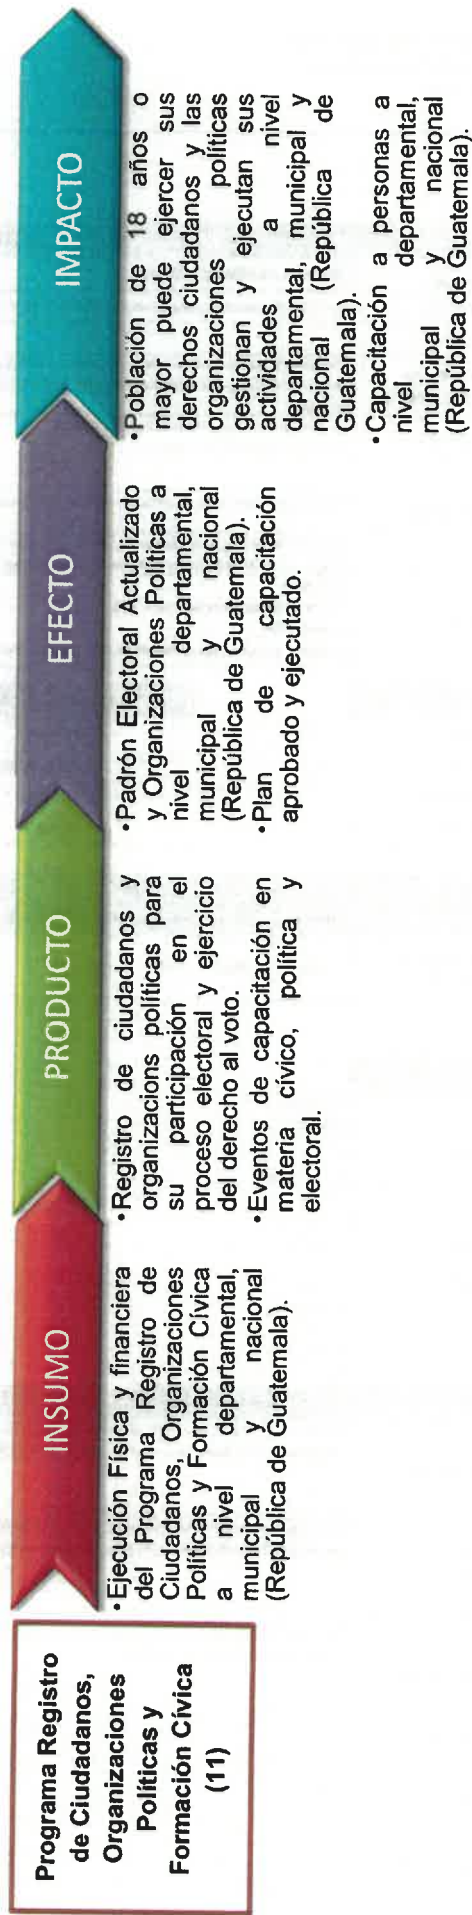 Programa Registro
de Ciudadanos,
Organizaciones
Políticas y
Formación Cívica
(11)
INSUMO
•Ejecución Física y financiera
del Programa Registro de
Ciudadanos, Organizaciones
Políticas y Formación Cívica
a nivel departamental,
municipal y nacional
(República de Guatemala).
PRODUCTO
•Registro de ciudadanos y
organizacions políticas para
su participación en el
proceso electoral y ejercicio
del derecho al voto.
•Eventos de capacitación en
materia cívico, política y
electoral.
EFECTO
•Padrón Electoral Actualizado
y Organizaciones Políticas a
nivel departamental,
municipal y nacional
(República de Guatemala).
•Plan de capacitación
aprobado y ejecutado.
IMPACTO
•Población de 18 años o
mayor puede ejercer sus
derechos ciudadanos y las
organizaciones políticas
gestionan y ejecutan sus
actividades a nivel
departamental, municipal y
nacional (República de
Guatemala).
•Capacitación a personas a
nivel departamental,
municipal y nacional
(República de Guatemala).